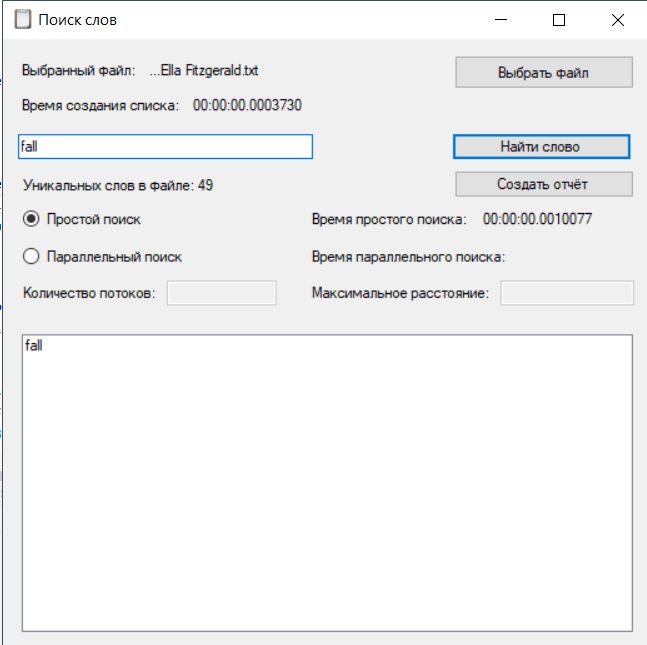 Поиск слов
Выбранный файл: ...Ella Fitzgerald.txt Выбрать файл
Время создания списка: 00:00:00.0003730
fall Найти слово
Уникальных слов в файле: 49 Создать отчёт
Простой поиск Время простого поиска: 00:00:00.0010077
Параллельный поиск Время параллельного поиска:
Количество потоков: Максимальное расстояние:
fall